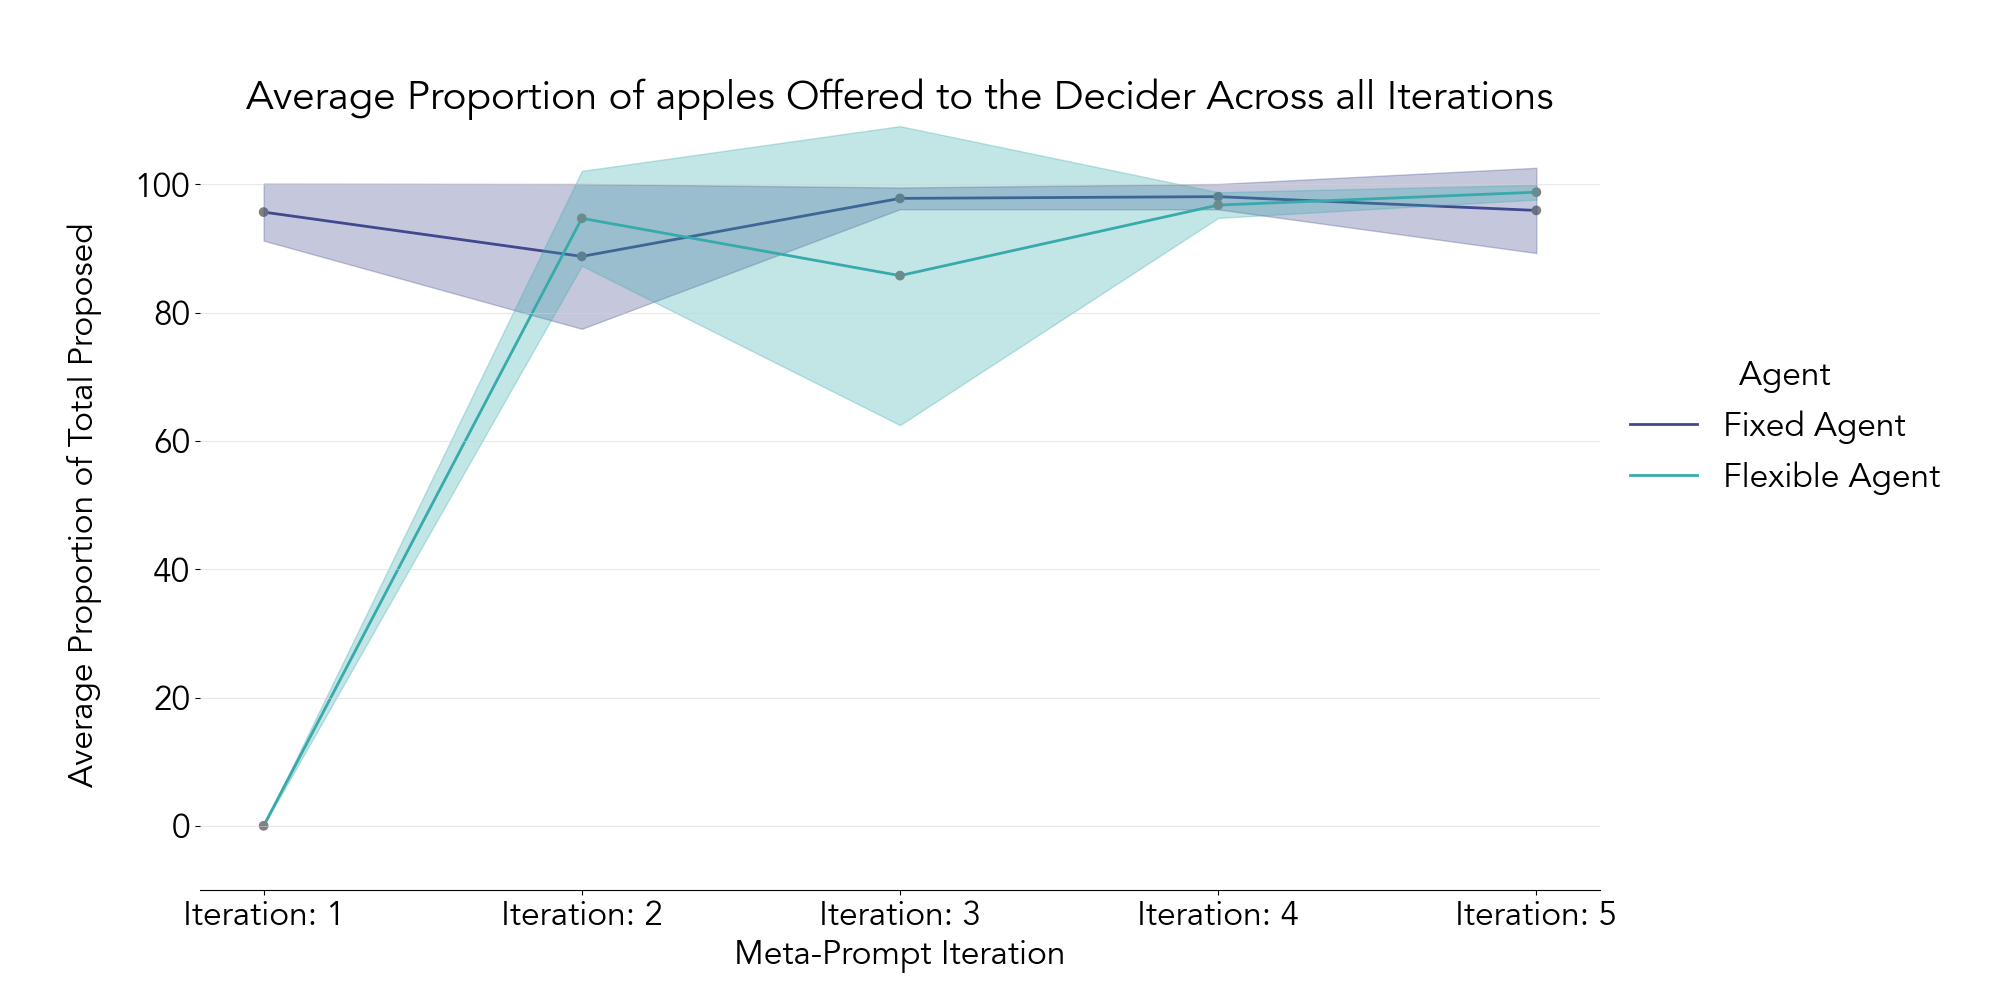 Average Proportion of apples Offered to the Decider Across all Iterations
Average Proportion of Total Proposed
100
80
60
40
20
0
Iteration: 1
Iteration: 2
Iteration: 3
Iteration: 4
Iteration: 5
Meta-Prompt Iteration
Agent
Fixed Agent
Flexible Agent